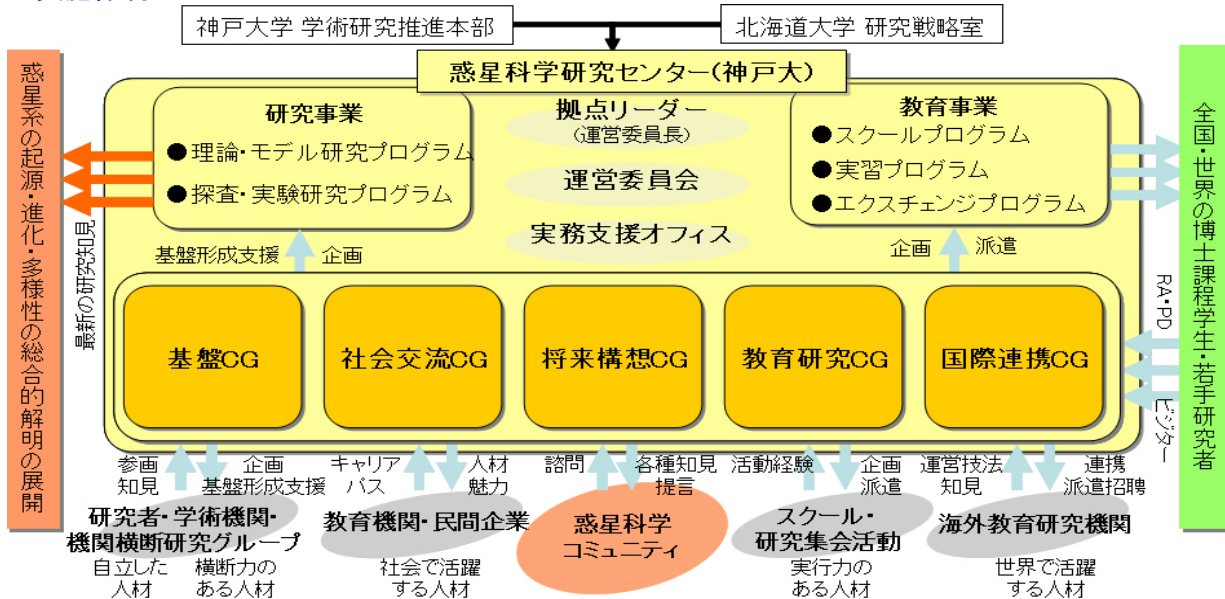 神戸大学 学術研究推進本部
北海道大学 研究戦略室
惑星科学研究センター(神戸大)
惑星系の起源・進化・多様性の総合的解明の展開
最新の研究知見
研究事業
●理論・モデル研究プログラム
●探査・実験研究プログラム
拠点リーダー
(運営委員長)
運営委員会
実務支援オフィス
教育事業
●スクールプログラム
●実習プログラム
●エクスチェンジプログラム
全国・世界の博士課程学生・若手研究者
基盤形成支援
企画
企画
派遣
RA・PD
ビジター
基盤CG
社会交流CG
将来構想CG
教育研究CG
国際連携CG
参画
知見
企画
基盤形成支援
キャリア
パス
人材
魅力
諮問
各種知見
提言
活動経験
企画
派遣
運営技法
知見
連携
派遣招聘
研究者・学術機関・
機関横断研究グループ
自立した
人材
横断力の
ある人材
教育機関・民間企業
社会で活躍
する人材
惑星科学
コミュニティ
スクール・
研究集会活動
実行力の
ある人材
海外教育研究機関
世界で活躍
する人材